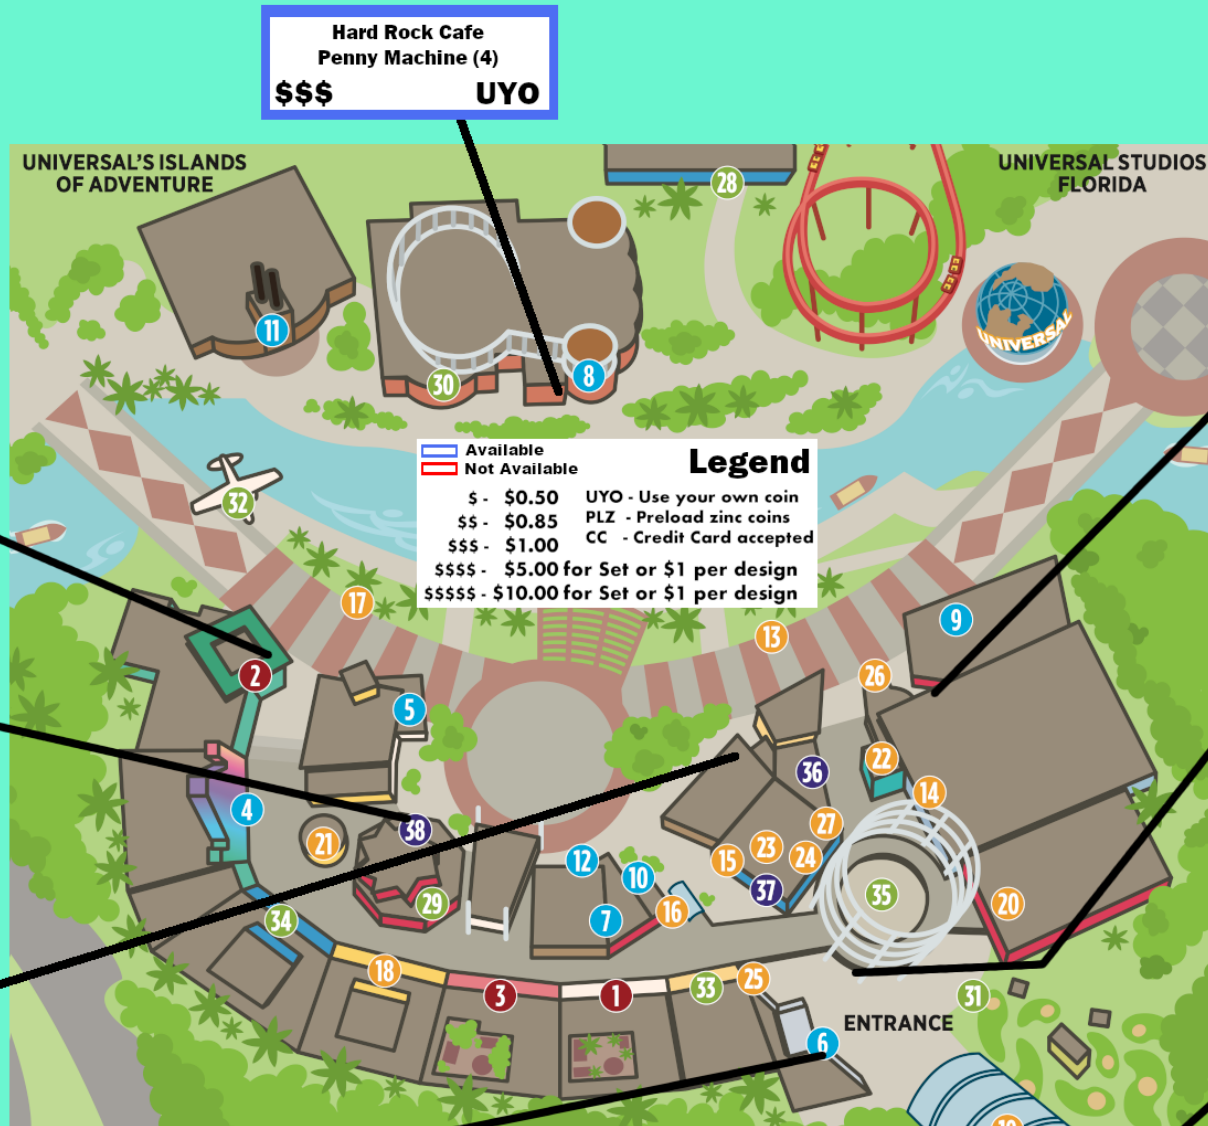 Hard Rock Cafe
Penny Machine (4)
$$$ UYO
UNIVERSAL'S ISLANDS
OF ADVENTURE
UNIVERSAL STUDIOS
FLORIDA
28
11
UNIVERSAL
30
8
Available
Not Available
Legend
$ - $0.50 UYO - Use your own coin
$$ - $0.85 PLZ - Preload zinc coins
$$$ - $1.00 CC - Credit Card accepted
$$$$ - $5.00 for Set or $1 per design
$$$$$ - $10.00 for Set or $1 per design
32
17
13
9
2
26
5
22
36
14
4
38
27
21
12
15
23
24
10
37
35
29
16
20
34
7
18
3
1
33
25
31
ENTRANCE
6